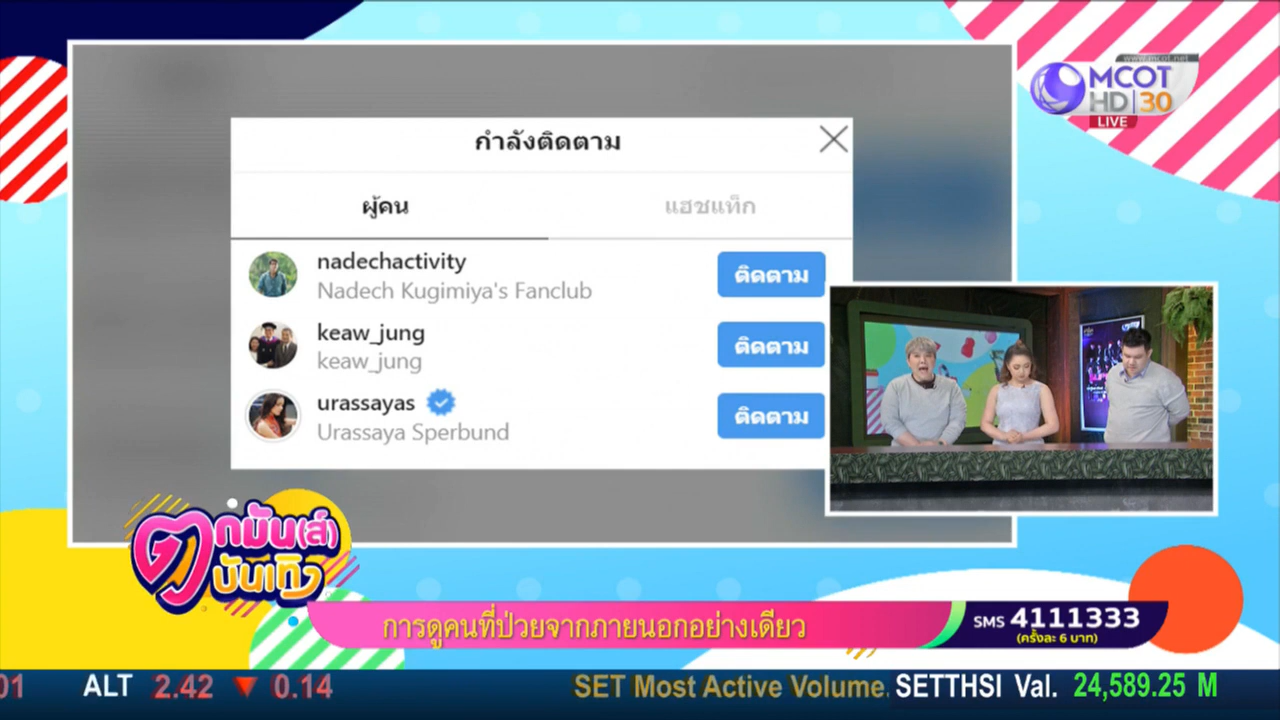 www.mcot.net
MCOT
HD|30
LIVE
กำลังติดตาม
ผู้คน
แฮชแท็ก
nadechactivity
Nadech Kugimiya's Fanclub
ติดตาม
keaw_jung
keaw_jung
ติดตาม
urassayas
Urassaya Sperbund
ติดตาม
ตกมัน(ส์)
บันเทิง
การดูคนที่ป่วยจากภายนอกอย่างเดียว
SMS 4111333
(ครั้งละ 6 บาท)
01 ALT 2.42 ▼ 0.14 SET Most Active Volume. SETTHSI Val. 24,589.25 M